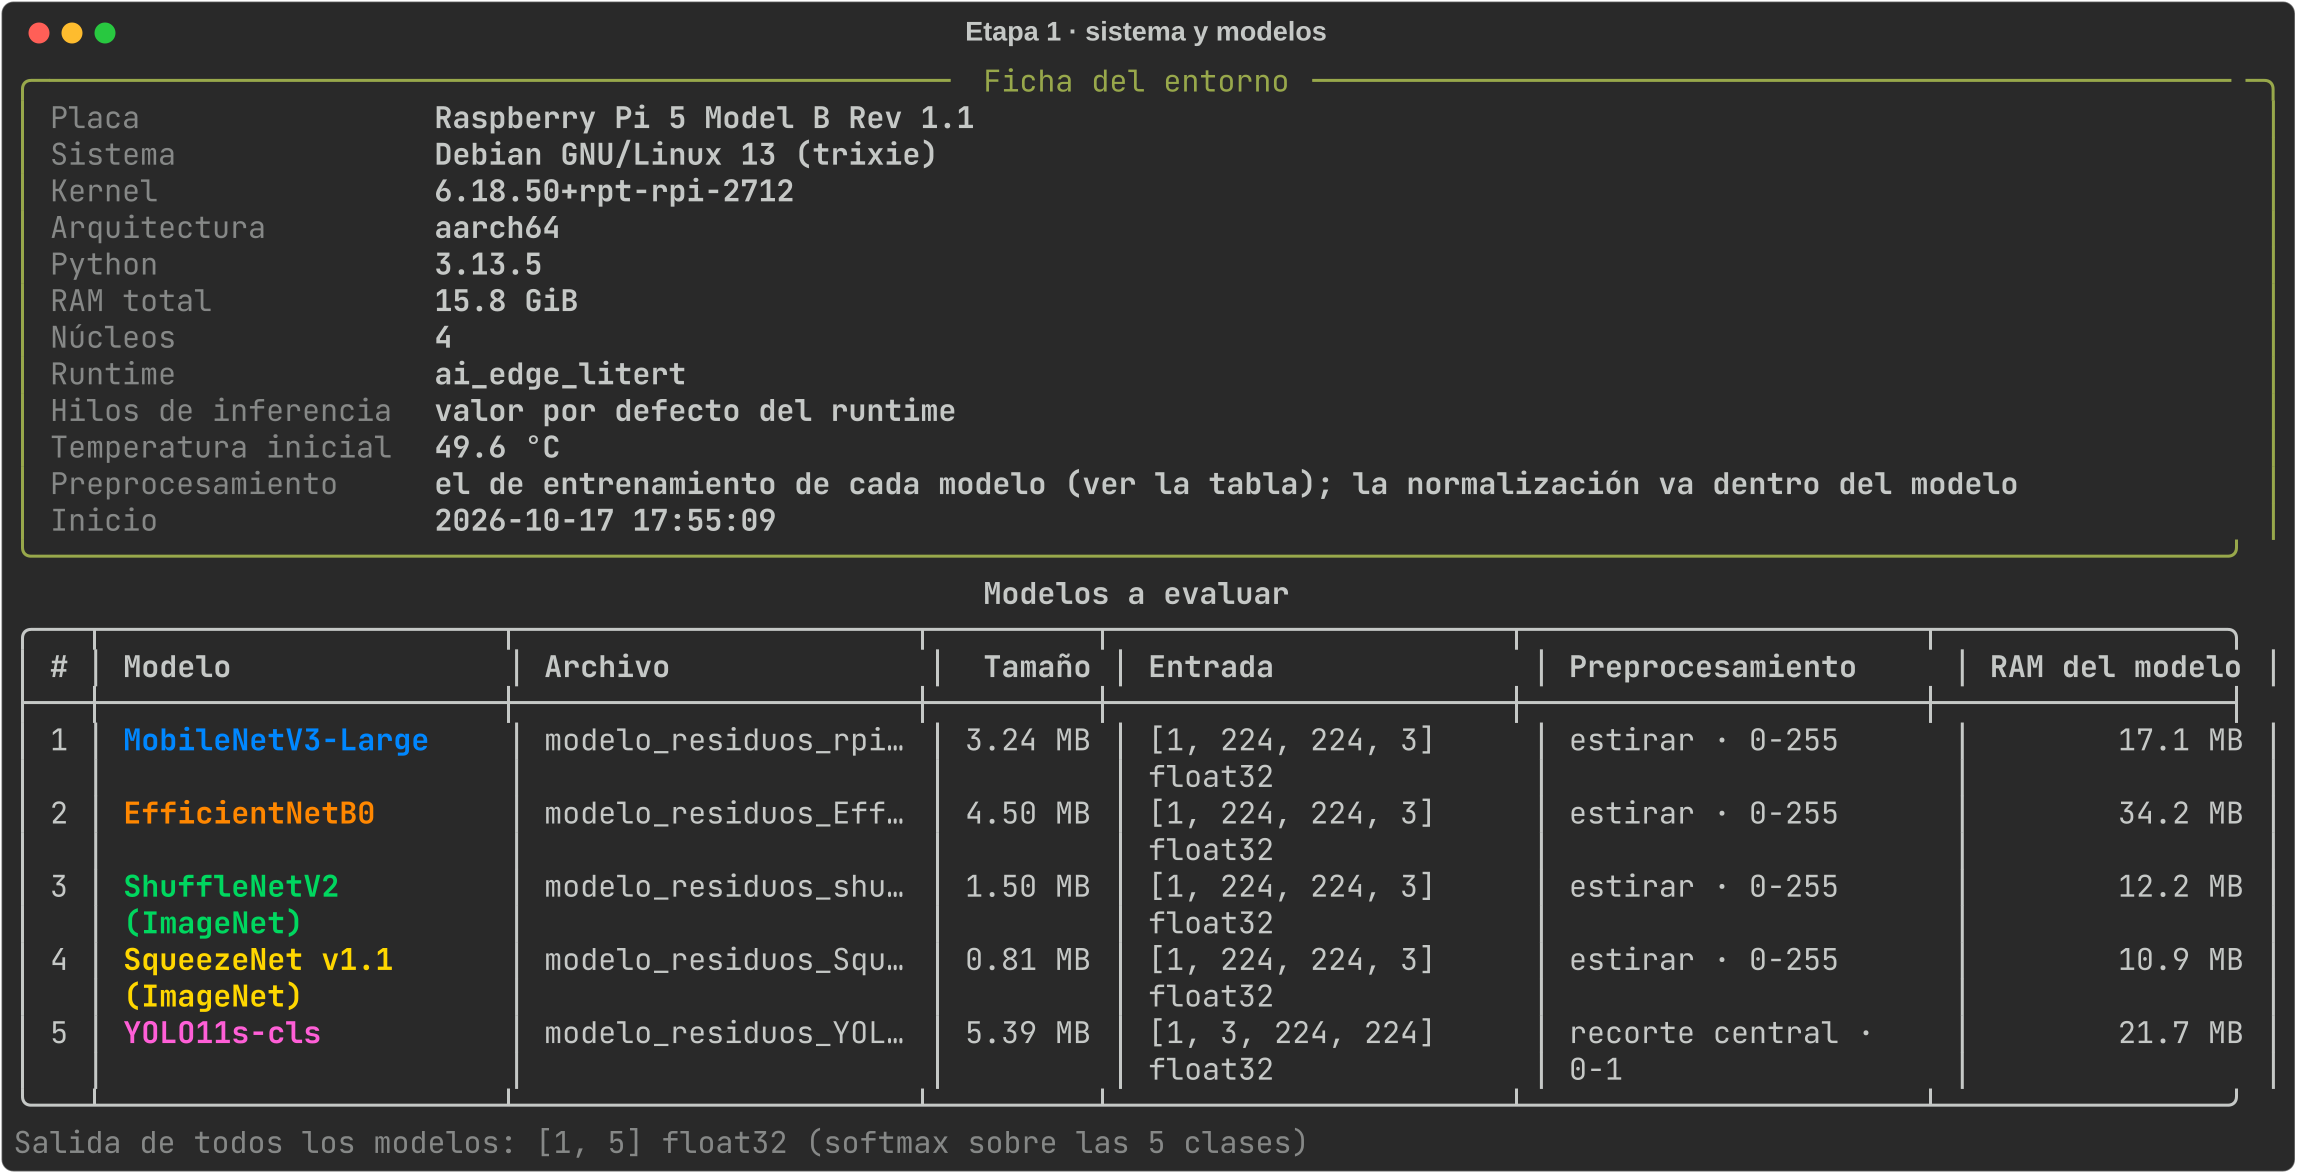 Etapa 1 · sistema y modelos
Ficha del entorno
Placa Raspberry Pi 5 Model B Rev 1.1
Sistema Debian GNU/Linux 13 (trixie)
Kernel 6.18.50+rpt-rpi-2712
Arquitectura aarch64
Python 3.13.5
RAM total 15.8 GiB
Núcleos 4
Runtime ai_edge_litert
Hilos de inferencia valor por defecto del runtime
Temperatura inicial 49.6 °C
Preprocesamiento el de entrenamiento de cada modelo (ver la tabla); la normalización va dentro del modelo
Inicio 2026-10-17 17:55:09
Modelos a evaluar
# Modelo Archivo Tamaño Entrada Preprocesamiento RAM del modelo
1 MobileNetV3-Large modelo_residuos_rpi… 3.24 MB [1, 224, 224, 3] estirar · 0-255 17.1 MB
float32
2 EfficientNetB0 modelo_residuos_Eff… 4.50 MB [1, 224, 224, 3] estirar · 0-255 34.2 MB
float32
3 ShuffleNetV2 modelo_residuos_shu… 1.50 MB [1, 224, 224, 3] estirar · 0-255 12.2 MB
(ImageNet) float32
4 SqueezeNet v1.1 modelo_residuos_Squ… 0.81 MB [1, 224, 224, 3] estirar · 0-255 10.9 MB
(ImageNet) float32
5 YOLO11s-cls modelo_residuos_YOL… 5.39 MB [1, 3, 224, 224] recorte central · 21.7 MB
float32 0-1
Salida de todos los modelos: [1, 5] float32 (softmax sobre las 5 clases)